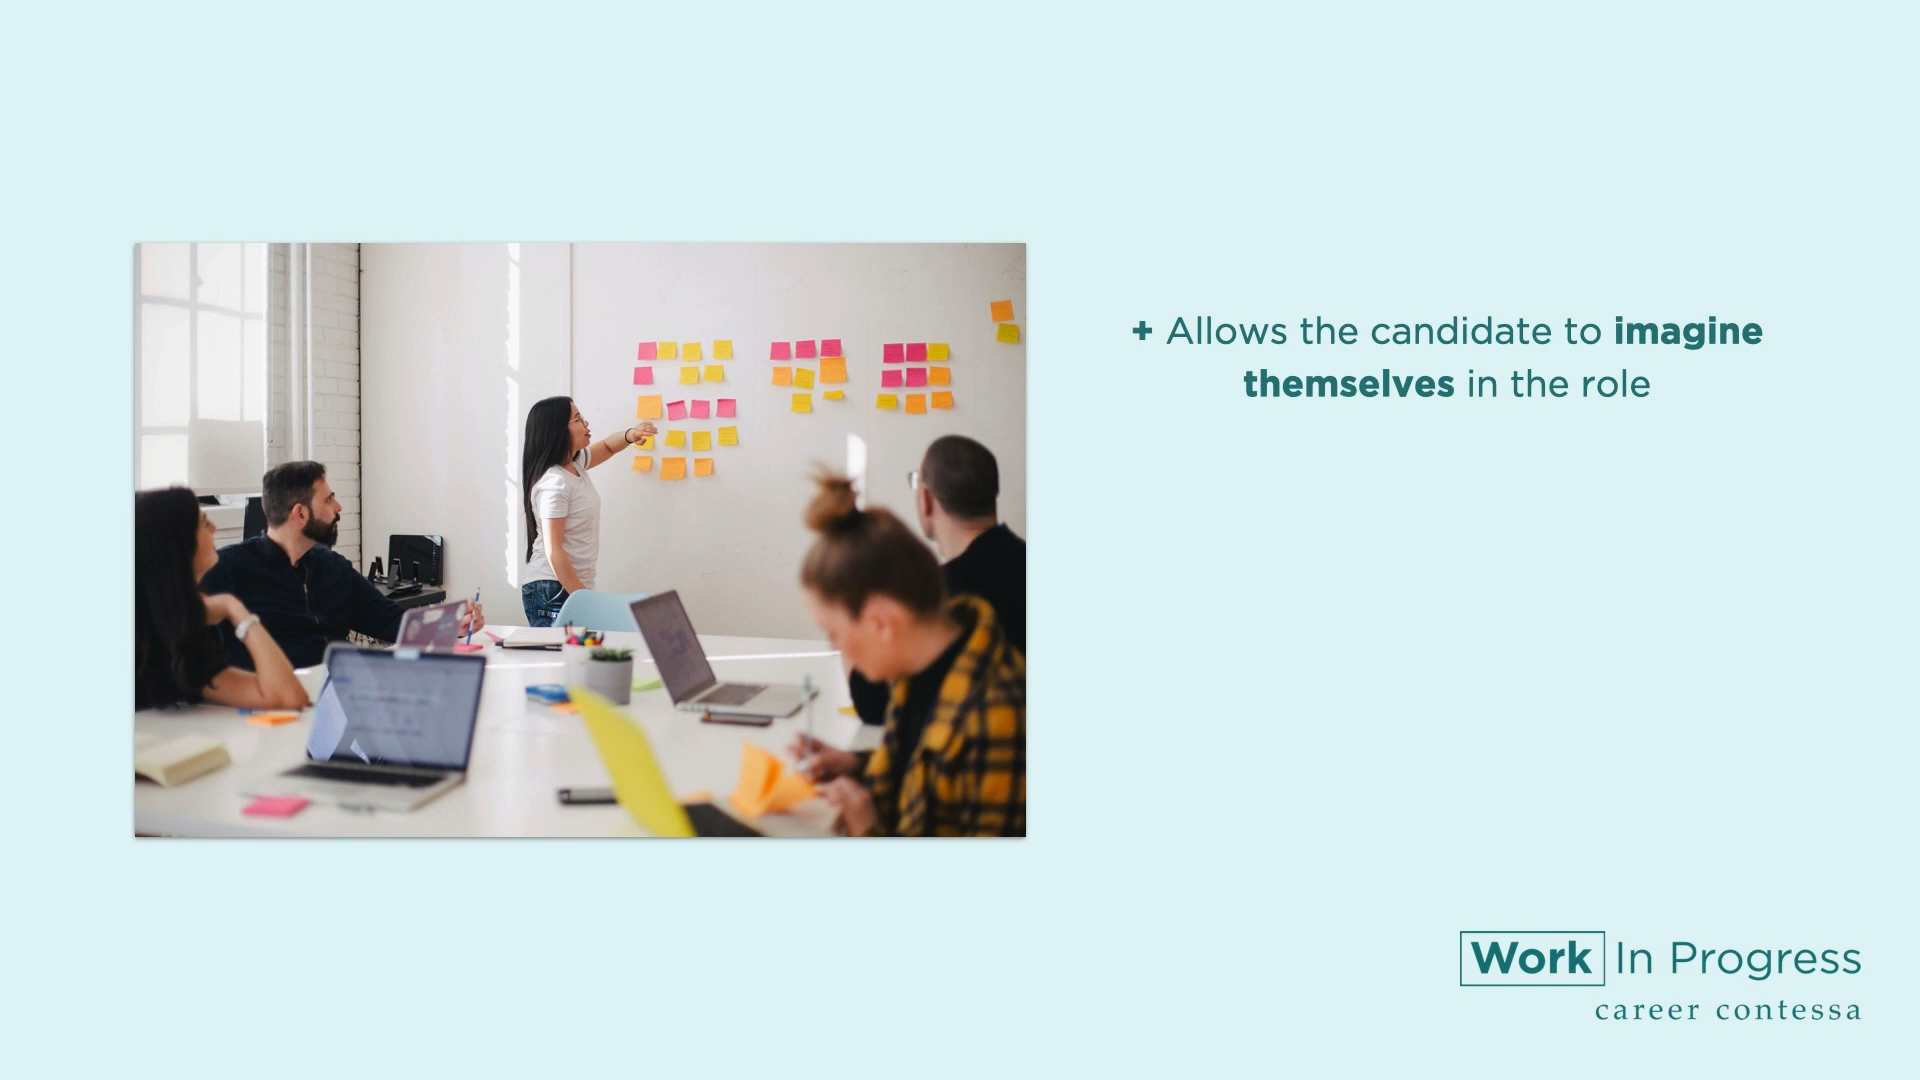 + Allows the candidate to imagine
themselves in the role
Work In Progress
career contessa